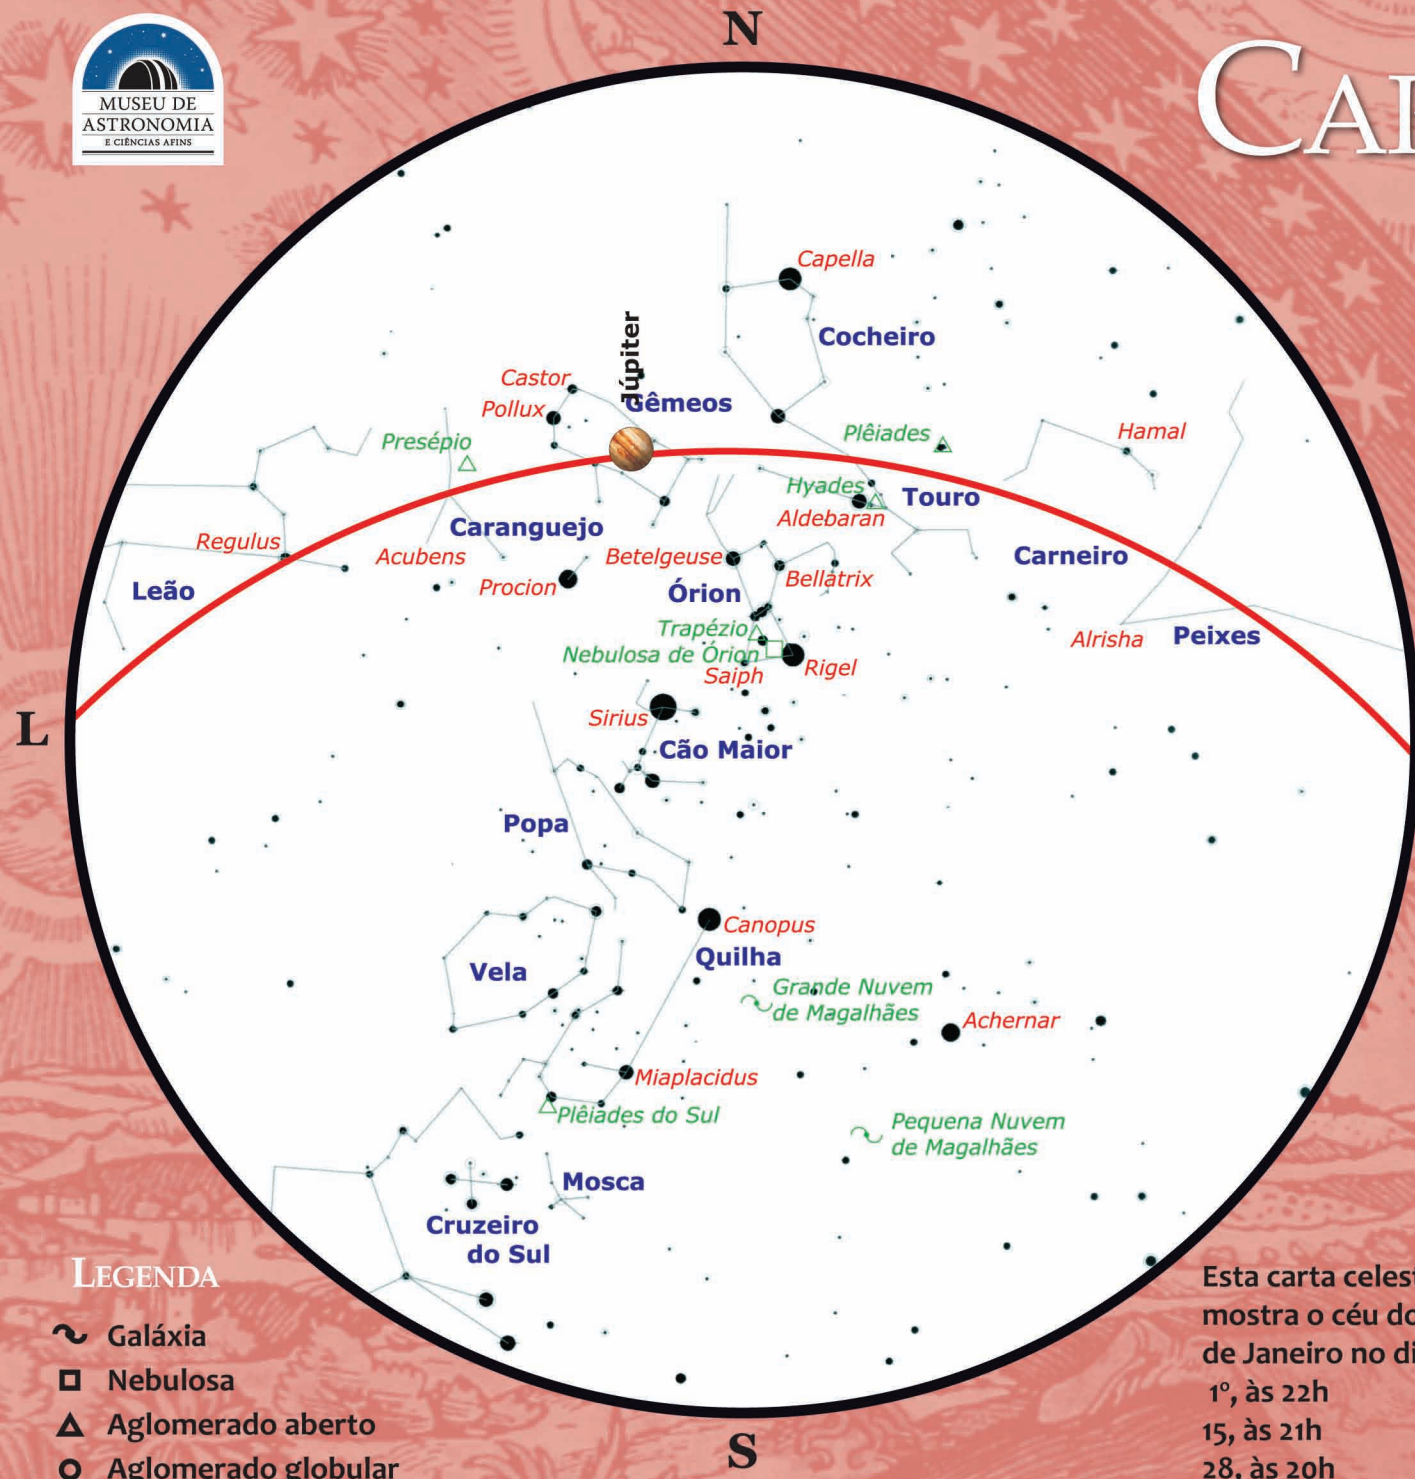 N
MUSEU DE
ASTRONOMIA
E CIÊNCIAS AFINS
Capella
Cocheiro
Júpiter
Castor
Gêmeos
Pollux
Plêiades
Hamal
Presépio
Hyades
Touro
Aldebaran
Caranguejo
Regulus
Acubens
Betelgeuse
Carneiro
Procion
Bellatrix
Leão
Órion
Trapézio
Alrisha
Peixes
Nebulosa de Órion
Saiph
Rigel
L
Sirius
Cão Maior
Popa
Canopus
Quilha
Vela
Grande Nuvem
de Magalhães
Achernar
Miaplacidus
Plêiades do Sul
Pequena Nuvem
de Magalhães
Mosca
Cruzeiro
do Sul
LEGENDA
Galáxia
Nebulosa
Aglomerado aberto
Aglomerado globular
S
mostra o céu do
de Janeiro no
Esta carta
1º, às 22h
15, às 21h
28, às 20h